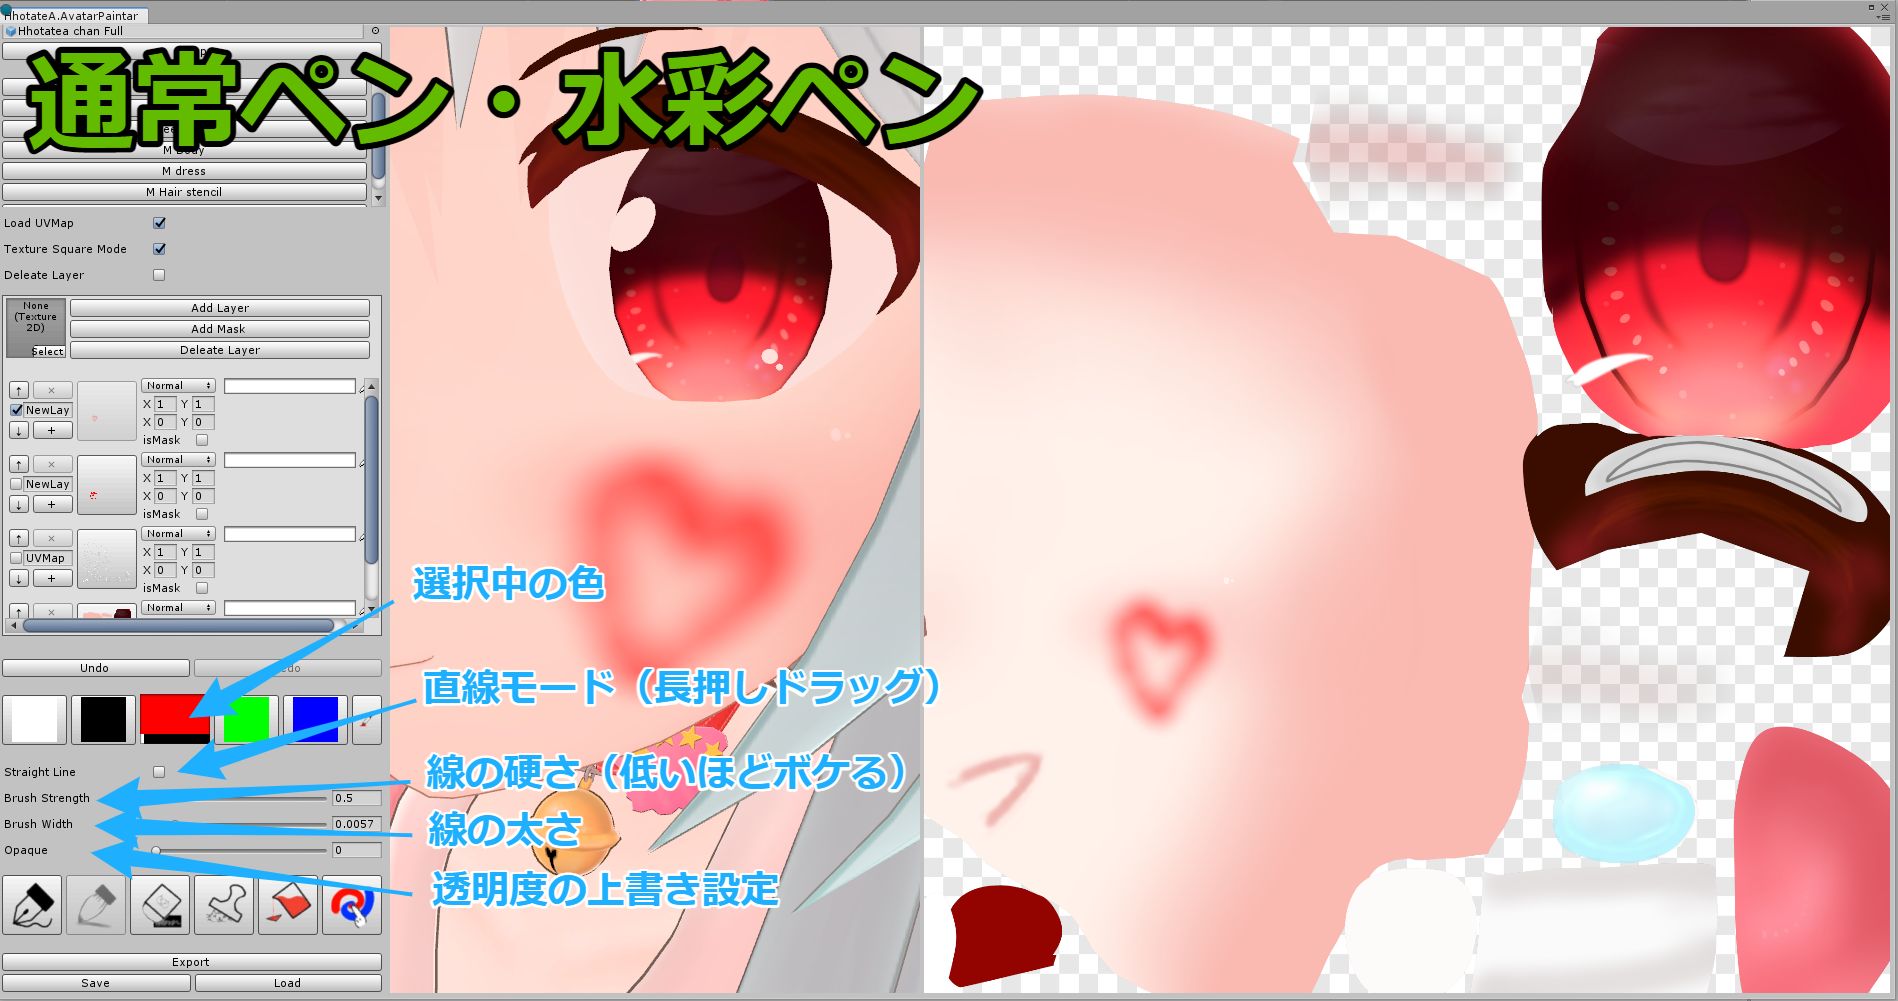 HhotateA.AvatarPaintar
Hhotatea chan Full
通常ペン・水彩ペン
M Body
M dress
M Hair stencil
Load UVMap
Texture Square Mode
Deleate Layer
None
(Texture
2D)
Select
Add Layer
Add Mask
Deleate Layer
↑ × Normal
X 1 Y 1
NewLay
X 0 Y 0
↓ + isMask
↑ × Normal
X 1 Y 1
NewLay
X 0 Y 0
↓ + isMask
↑ × Normal
X 1 Y 1
UVMap
X 0 Y 0
↓ + isMask
↑ × Normal
選択中の色
Undo
直線モード（長押しドラッグ）
Straight Line
線の硬さ（低いほどボケる）
Brush Strength 0.5
Brush Width 0.0057
線の太さ
Opaque 0
透明度の上書き設定
Export
Save Load